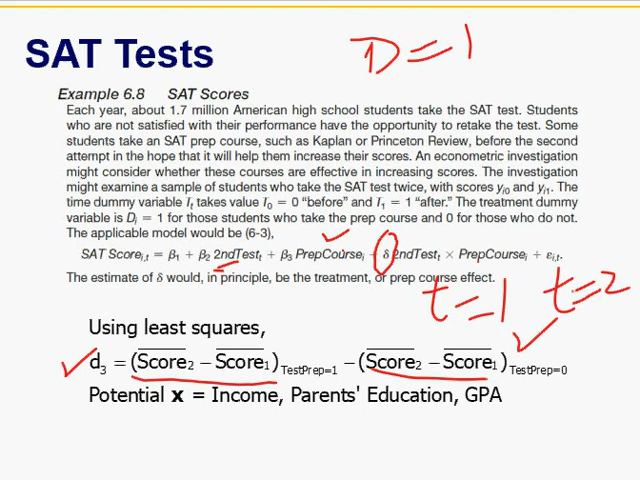 SAT Tests
D=1
Example 6.8 SAT Scores
Each year, about 1.7 million American high school students take the SAT test. Students
who are not satisfied with their performance have the opportunity to retake the test. Some
students take an SAT prep course, such as Kaplan or Princeton Review, before the second
attempt in the hope that it will help them increase their scores. An econometric investigation
might consider whether these courses are effective in increasing scores. The investigation
might examine a sample of students who take the SAT test twice, with scores yi0 and yi1. The
time dummy variable Tt takes value T0 = 0 “before” and T1 = 1 “after.” The treatment dummy
variable is Di = 1 for those students who take the prep course and 0 for those who do not.
The applicable model would be (6-3),
SAT Scorei,t = β1 + β2 2ndTestt + β3 PrepCoursei + δ 2ndTestt × PrepCoursei + εi,t.
The estimate of δ would, in principle, be the treatment, or prep course effect.
t=1 t=2
Using least squares,
d3 = (Score2 − Score1)TestPrep=1 − (Score2 − Score1)TestPrep=0
Potential x = Income, Parents' Education, GPA